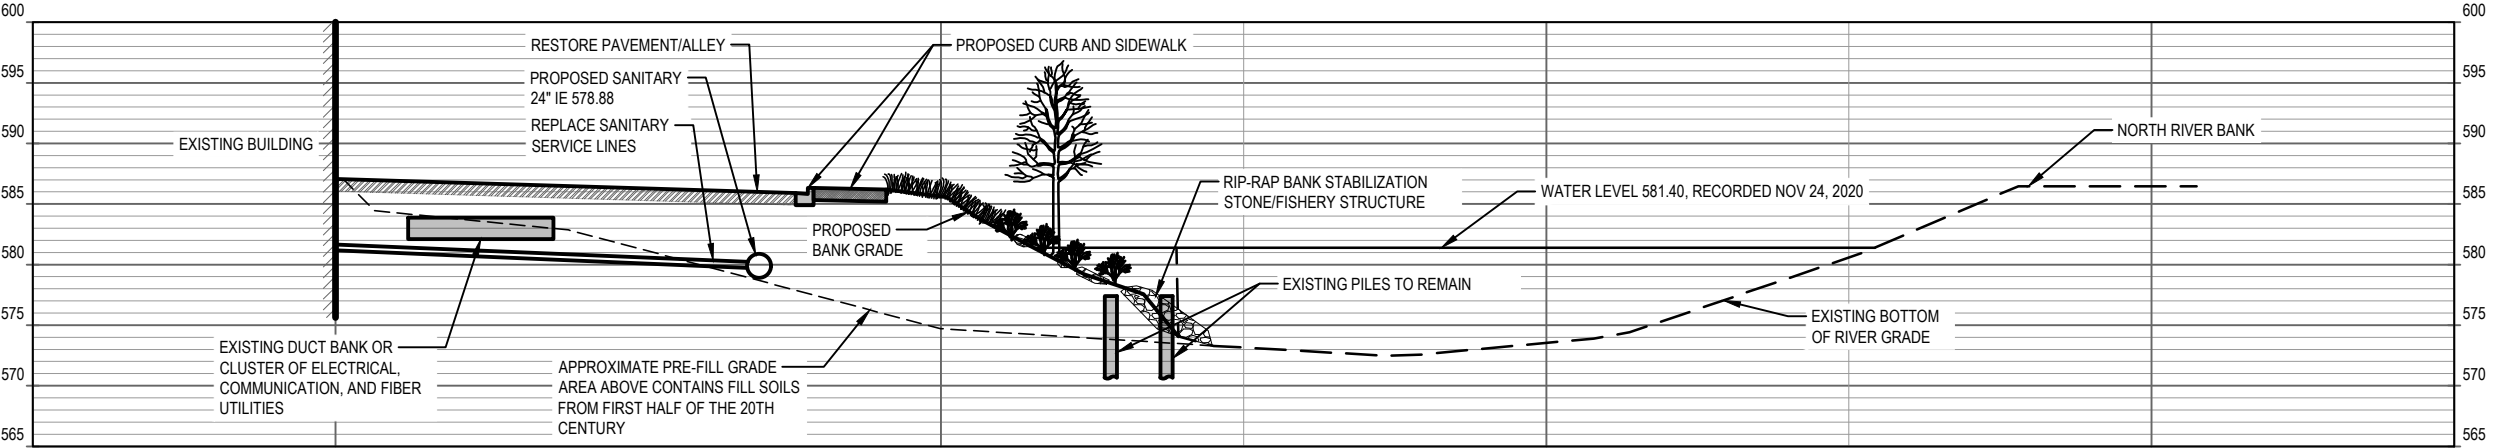 600
600
RESTORE PAVEMENT/ALLEY
PROPOSED CURB AND SIDEWALK
595
595
PROPOSED SANITARY
24" IE 578.88
REPLACE SANITARY
SERVICE LINES
590
590
EXISTING BUILDING
NORTH RIVER BANK
585
585
RIP-RAP BANK STABILIZATION
STONE/FISHERY STRUCTURE
WATER LEVEL 581.40, RECORDED NOV 24, 2020
PROPOSED
BANK GRADE
580
580
EXISTING PILES TO REMAIN
575
575
EXISTING BOTTOM
OF RIVER GRADE
EXISTING DUCT BANK OR
CLUSTER OF ELECTRICAL,
COMMUNICATION, AND FIBER
UTILITIES
APPROXIMATE PRE-FILL GRADE
AREA ABOVE CONTAINS FILL SOILS
FROM FIRST HALF OF THE 20TH
CENTURY
570
570
565
565